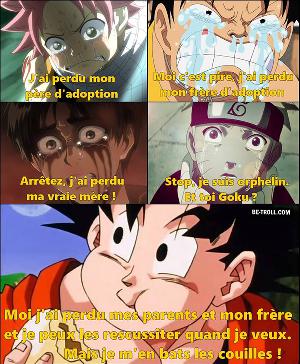 J'ai perdu mon
père d'adoption
Moi c'est pire, j'ai perdu
mon frère d'adoption
Arrêtez, j'ai perdu
ma vraie mère !
Stop, je suis orphelin.
Et toi Goku ?
BE-TROLL.COM
Moi j'ai perdu mes parents et mon frère
et je peux les ressussiter quand je veux.
Mais je m'en bats les couilles !